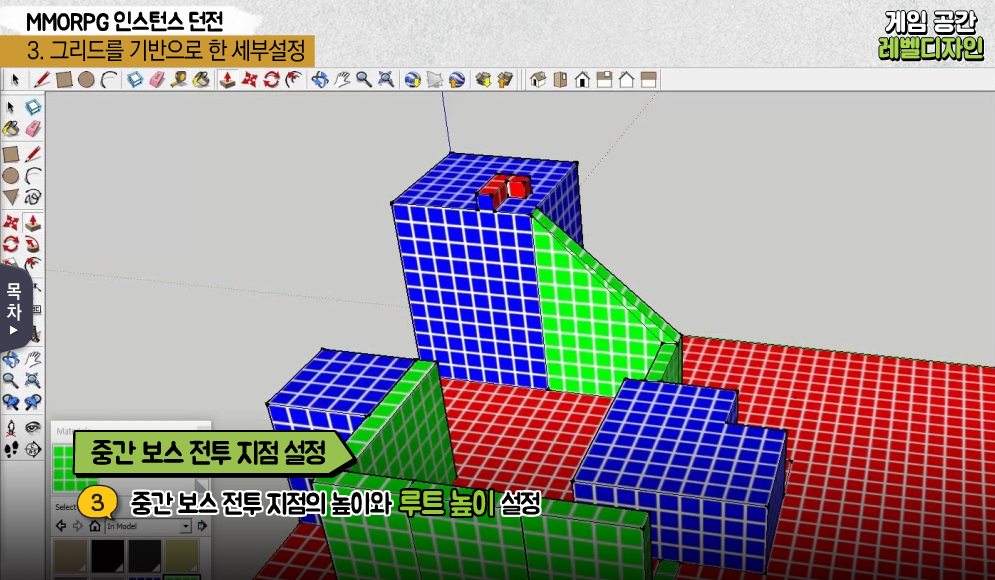 MMORPG 인스턴스 던전
3. 그리드를 기반으로 한 세부설정
게임 공간
레벨디자인
목
차
Mat
중간 보스 전투 지점 설정
3 중간 보스 전투 지점의 높이와 루트 높이 설정
Select
In Model